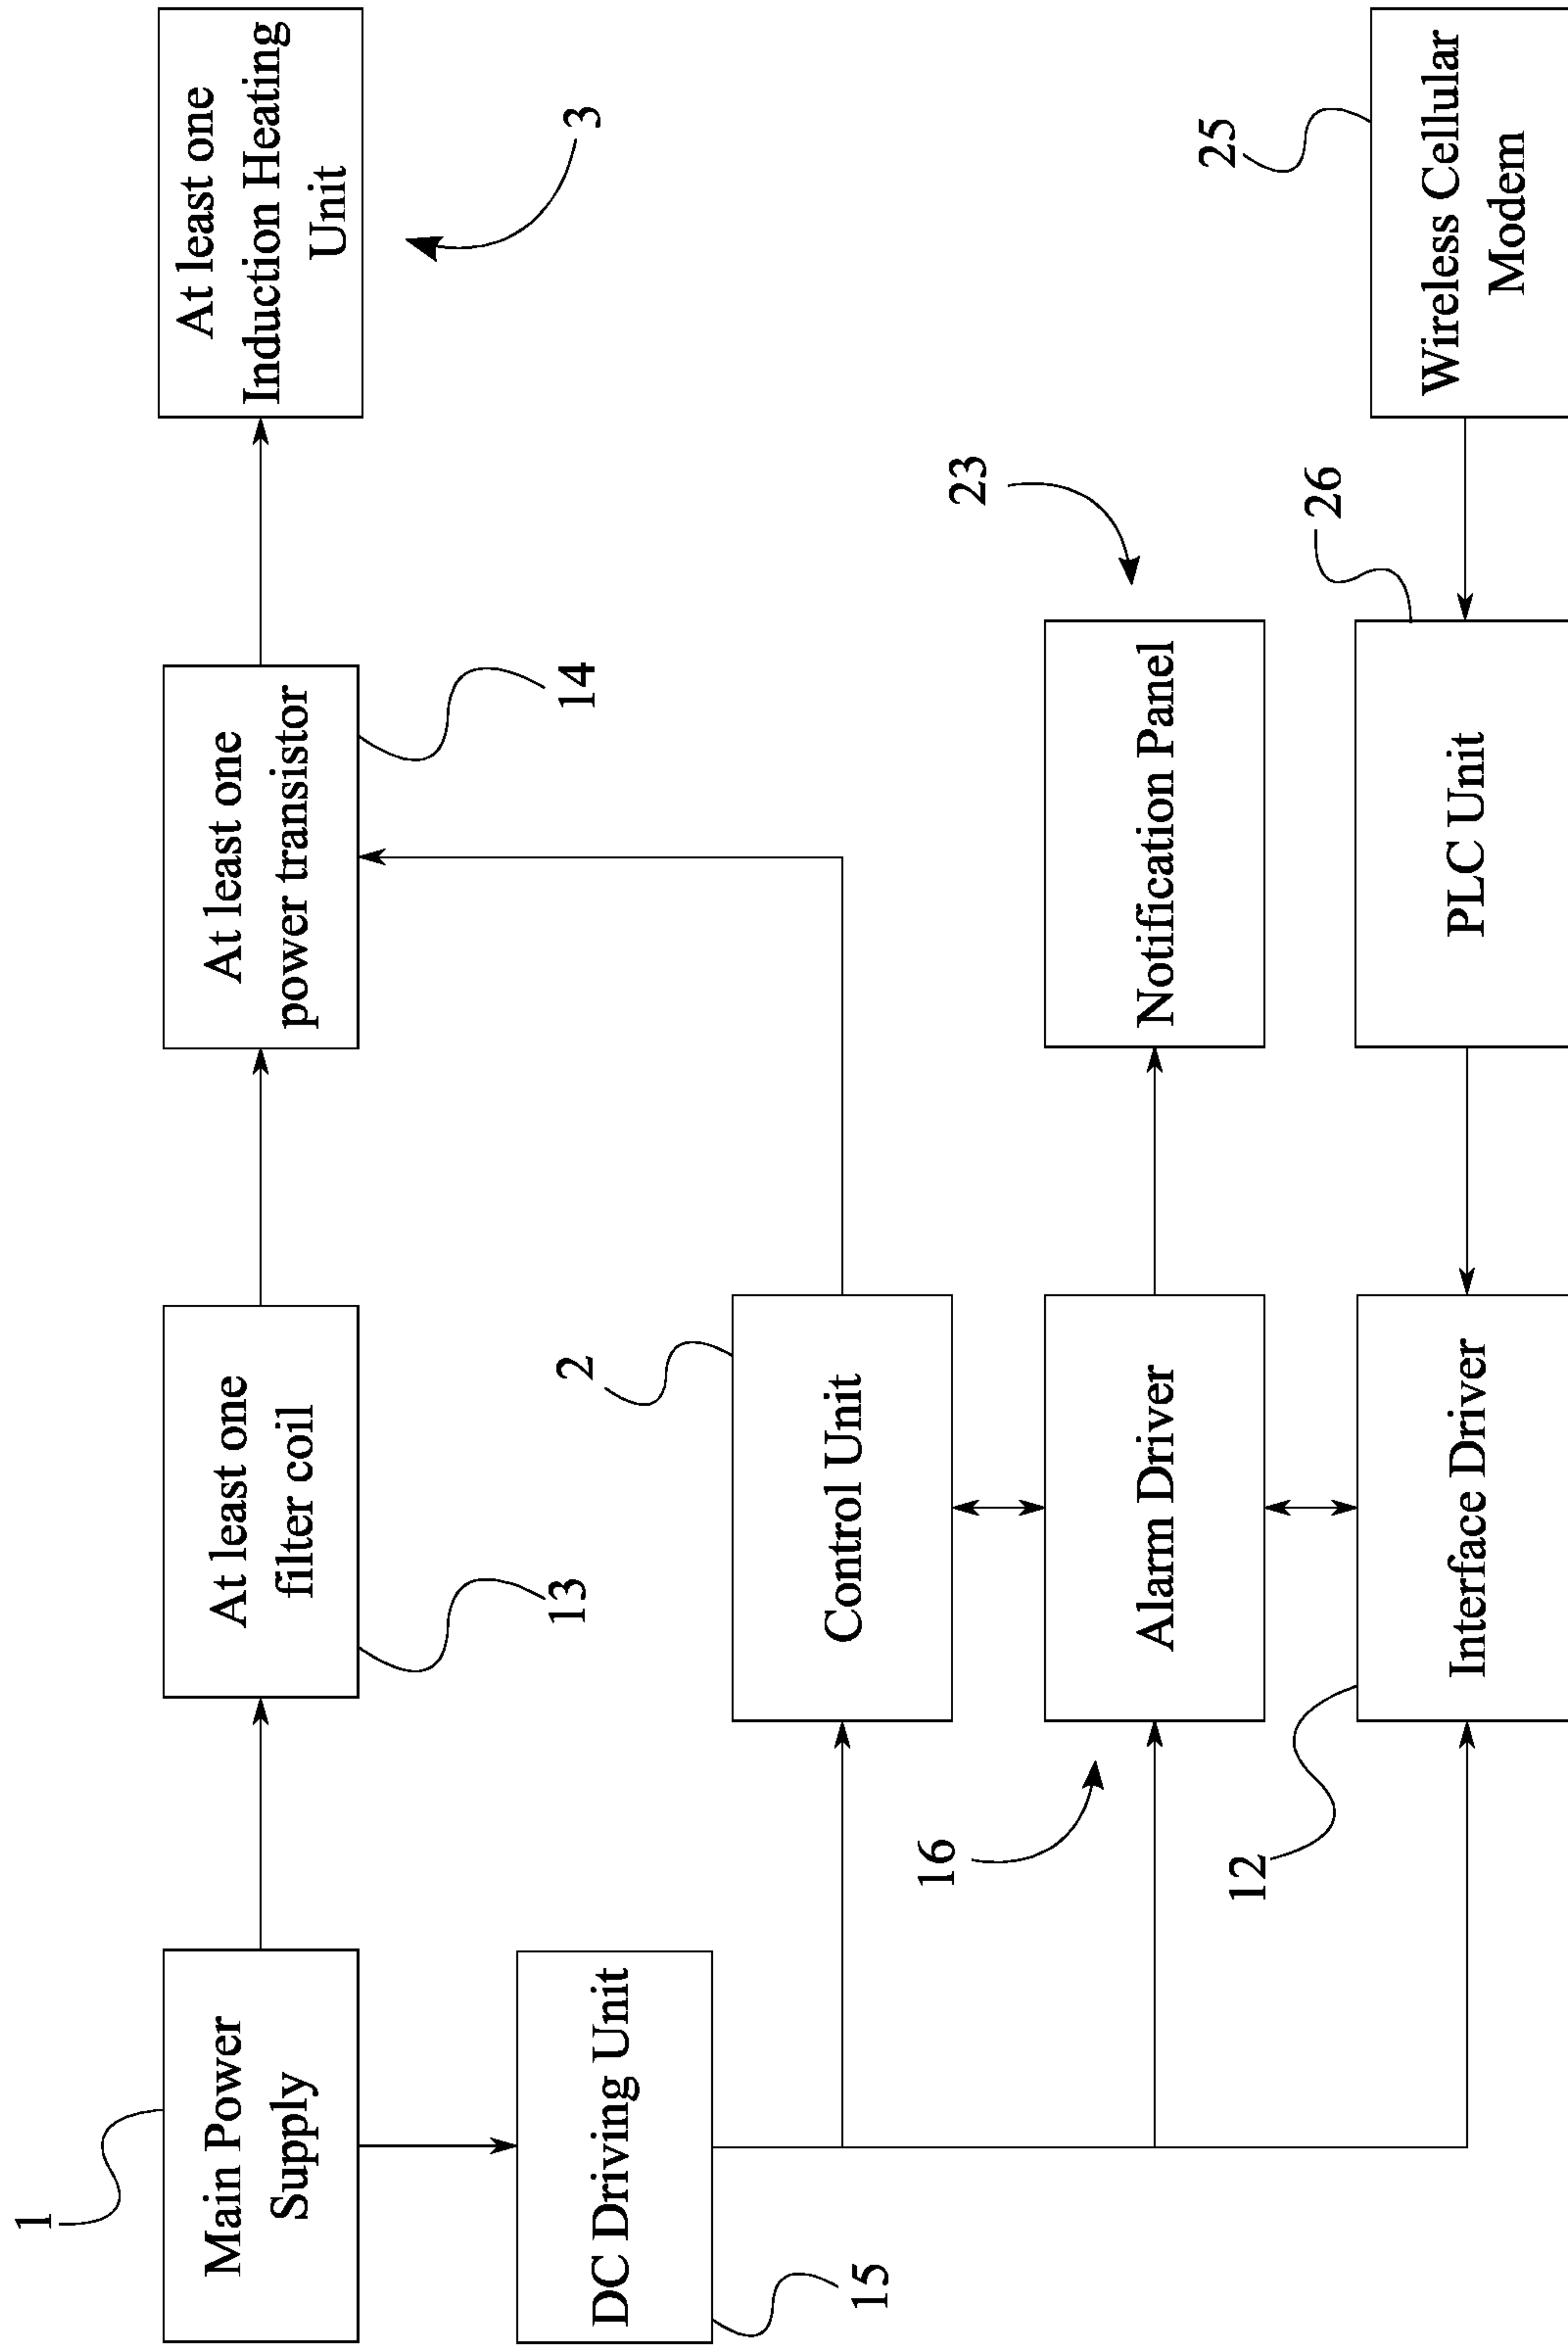 1
Main Power
Supply
At least one
filter coil
13
At least one
power transistor
14
At least one
Induction Heating
Unit
3
DC Driving Unit
15
2
Control Unit
16
Alarm Driver
23
Notification Panel
12
Interface Driver
26
PLC Unit
25
Wireless Cellular
Modem